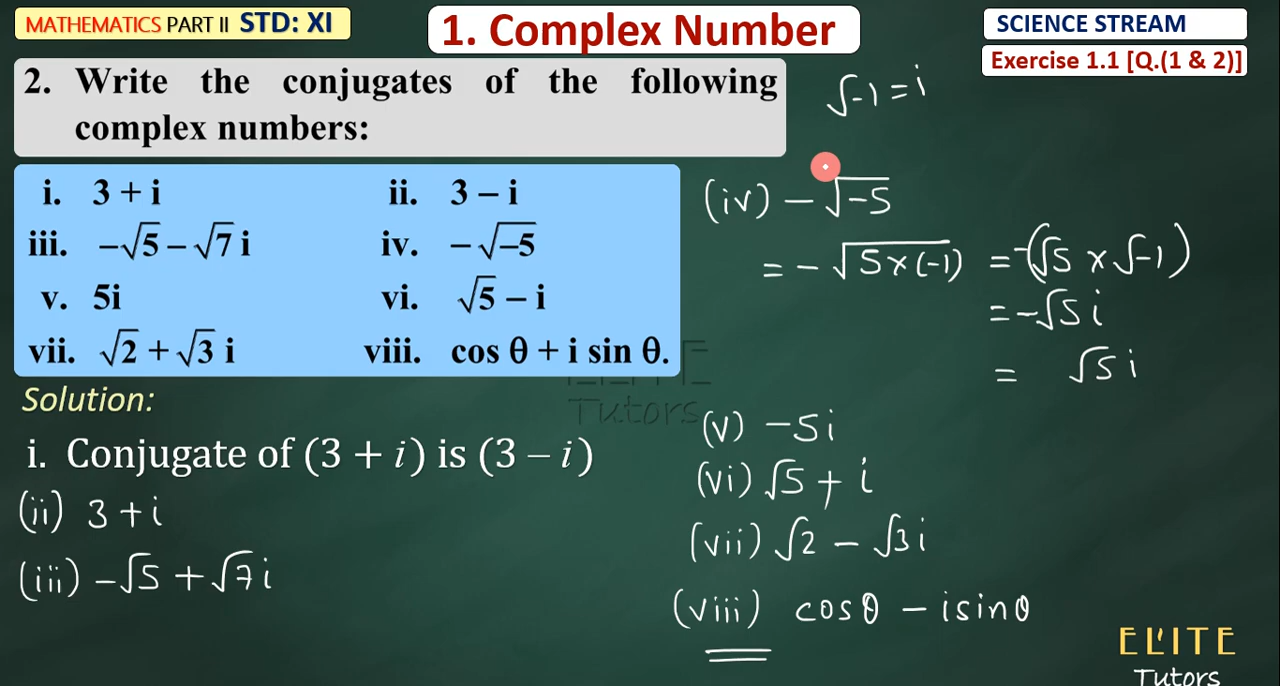 MATHEMATICS PART II STD: XI
1. Complex Number
SCIENCE STREAM
Exercise 1.1 [Q.(1 & 2)]
2. Write the conjugates of the following
complex numbers:
i. 3 + i
ii. 3 – i
iii. –√5 – √7 i
iv. –√–5
v. 5i
vi. √5 – i
vii. √2 + √3 i
viii. cos θ + i sin θ.
Solution:
i. Conjugate of (3 + i) is (3 – i)
(ii) 3 + i
(iii) –√5 + √7 i
√-1 = i
(iv) – √-5
= – √5×(-1) = -(√5 × √-1)
= -√5 i
= √5 i
(v) -5i
(vi) √5 + i
(vii) √2 – √3 i
(viii) cosθ – isinθ
ELITE
Tutors
ELITE
Tutors